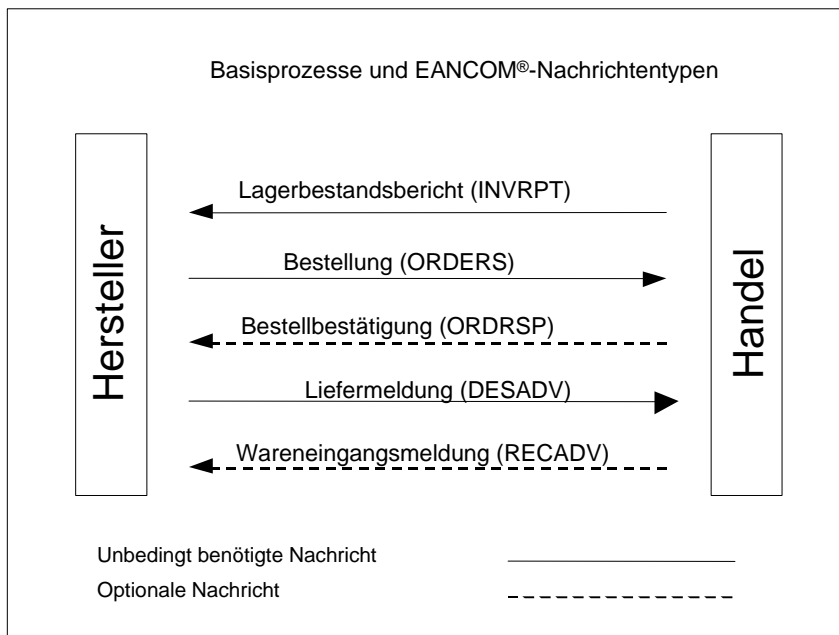 Basisprozesse und EANCOM®-Nachrichtentypen
Hersteller
Handel
Lagerbestandsbericht (INVRPT)
Bestellung (ORDERS)
Bestellbestätigung (ORDRSP)
Liefermeldung (DESADV)
Wareneingangsmeldung (RECADV)
Unbedingt benötigte Nachricht
Optionale Nachricht